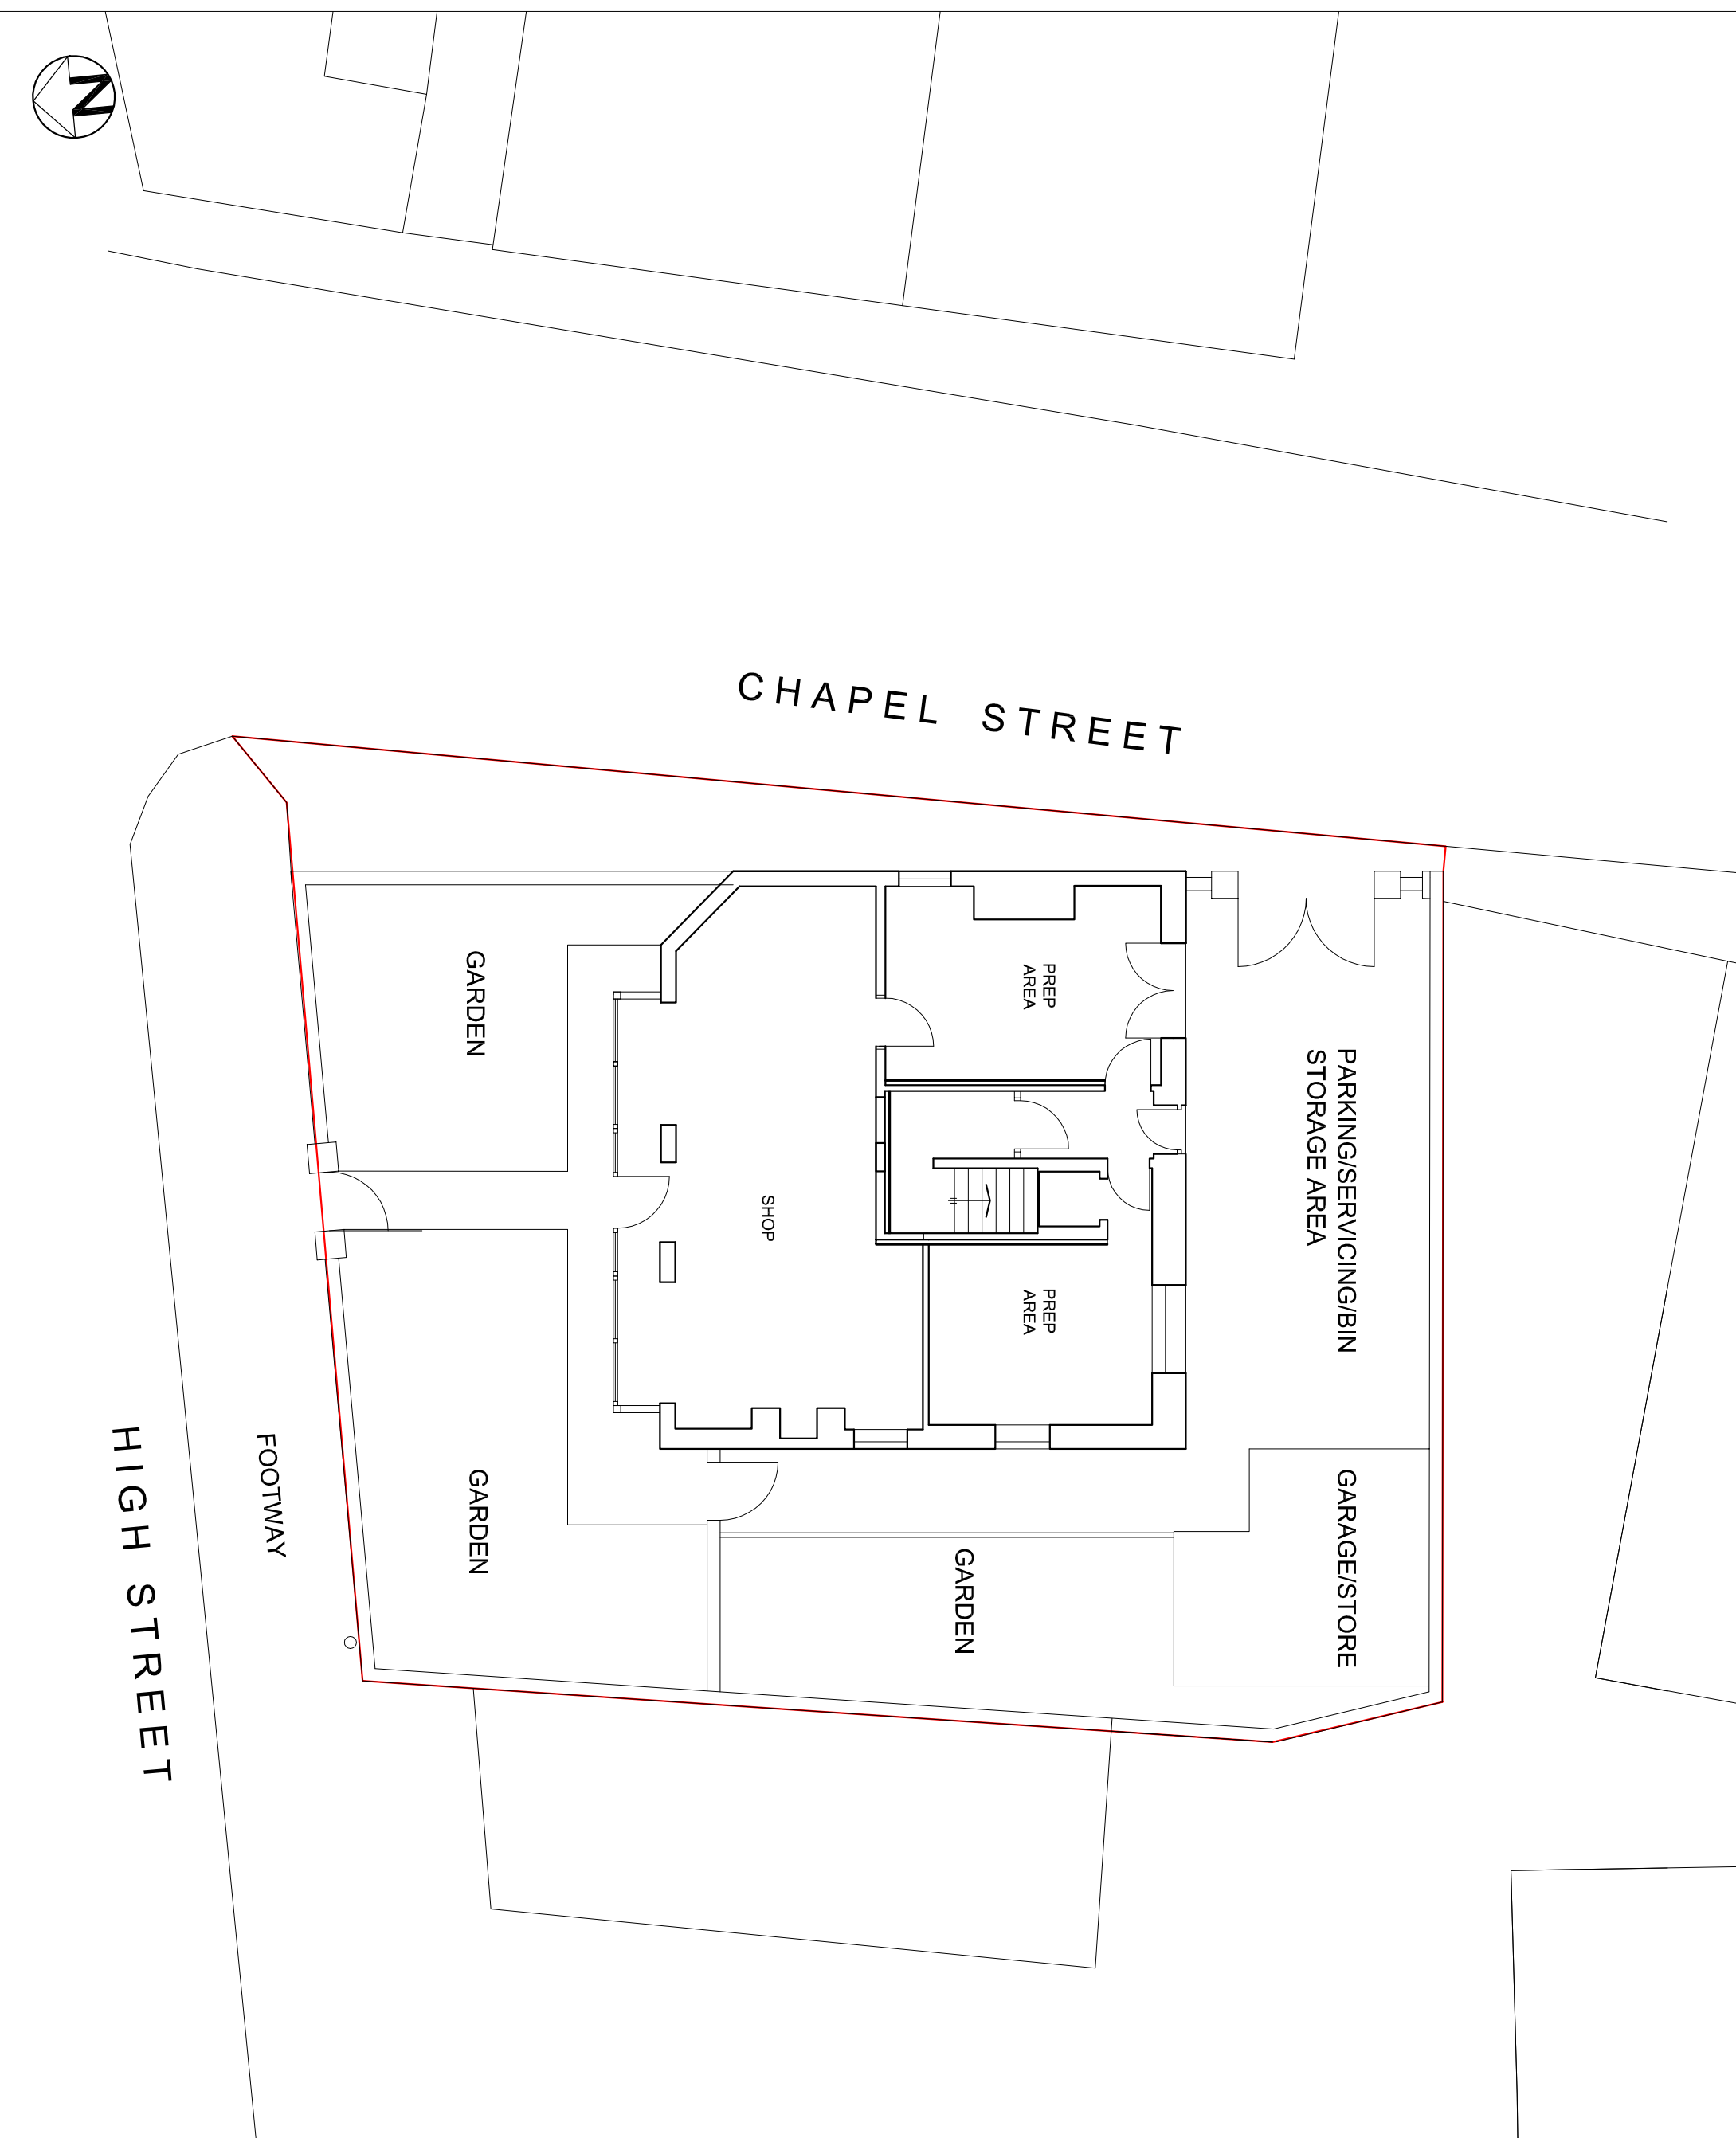 N
CHAPEL STREET
GARDEN
PREP
AREA
PARKING/SERVICING/BIN
STORAGE AREA
SHOP
PREP
AREA
HIGH STREET
FOOTWAY
GARDEN
GARDEN
GARAGE/STORE